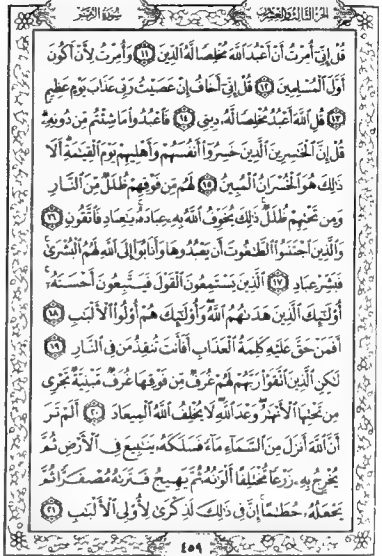 الجزء الثالث والعشرون سورة الزمر
قُلْ إِنِّيٓ أُمِرْتُ أَنْ أَعْبُدَ ٱللَّهَ مُخْلِصًا لَّهُ ٱلدِّينَ ١١ وَأُمِرْتُ لِأَنْ أَكُونَ
أَوَّلَ ٱلْمُسْلِمِينَ ١٢ قُلْ إِنِّيٓ أَخَافُ إِنْ عَصَيْتُ رَبِّي عَذَابَ يَوْمٍ عَظِيمٍ
١٣ قُلِ ٱللَّهَ أَعْبُدُ مُخْلِصًا لَّهُۥ دِينِي ١٤ فَٱعْبُدُوا۟ مَا شِئْتُم مِّن دُونِهِۦ
قُلْ إِنَّ ٱلْخَٰسِرِينَ ٱلَّذِينَ خَسِرُوٓا۟ أَنفُسَهُمْ وَأَهْلِيهِمْ يَوْمَ ٱلْقِيَٰمَةِ أَلَا
ذَٰلِكَ هُوَ ٱلْخُسْرَانُ ٱلْمُبِينُ ١٥ لَهُم مِّن فَوْقِهِمْ ظُلَلٌ مِّنَ ٱلنَّارِ
وَمِن تَحْتِهِمْ ظُلَلٌ ذَٰلِكَ يُخَوِّفُ ٱللَّهُ بِهِۦ عِبَادَهُۥ يَٰعِبَادِ فَٱتَّقُونِ ١٦
وَٱلَّذِينَ ٱجْتَنَبُوا۟ ٱلطَّٰغُوتَ أَن يَعْبُدُوهَا وَأَنَابُوٓا۟ إِلَى ٱللَّهِ لَهُمُ ٱلْبُشْرَىٰ
فَبَشِّرْ عِبَادِ ١٧ ٱلَّذِينَ يَسْتَمِعُونَ ٱلْقَوْلَ فَيَتَّبِعُونَ أَحْسَنَهُۥٓ
أُو۟لَٰٓئِكَ ٱلَّذِينَ هَدَىٰهُمُ ٱللَّهُ وَأُو۟لَٰٓئِكَ هُمْ أُو۟لُوا۟ ٱلْأَلْبَٰبِ ١٨
أَفَمَنْ حَقَّ عَلَيْهِ كَلِمَةُ ٱلْعَذَابِ أَفَأَنتَ تُنقِذُ مَن فِي ٱلنَّارِ ١٩
لَٰكِنِ ٱلَّذِينَ ٱتَّقَوْا۟ رَبَّهُمْ لَهُمْ غُرَفٌ مِّن فَوْقِهَا غُرَفٌ مَّبْنِيَّةٌ تَجْرِي
مِن تَحْتِهَا ٱلْأَنْهَٰرُ وَعْدَ ٱللَّهِ لَا يُخْلِفُ ٱللَّهُ ٱلْمِيعَادَ ٢٠ أَلَمْ تَرَ
أَنَّ ٱللَّهَ أَنزَلَ مِنَ ٱلسَّمَآءِ مَآءً فَسَلَكَهُۥ يَنَٰبِيعَ فِي ٱلْأَرْضِ ثُمَّ
يُخْرِجُ بِهِۦ زَرْعًا مُّخْتَلِفًا أَلْوَٰنُهُۥ ثُمَّ يَهِيجُ فَتَرَىٰهُ مُصْفَرًّا ثُمَّ
يَجْعَلُهُۥ حُطَٰمًا إِنَّ فِي ذَٰلِكَ لَذِكْرَىٰ لِأُو۟لِي ٱلْأَلْبَٰبِ ٢١
٤٥٩